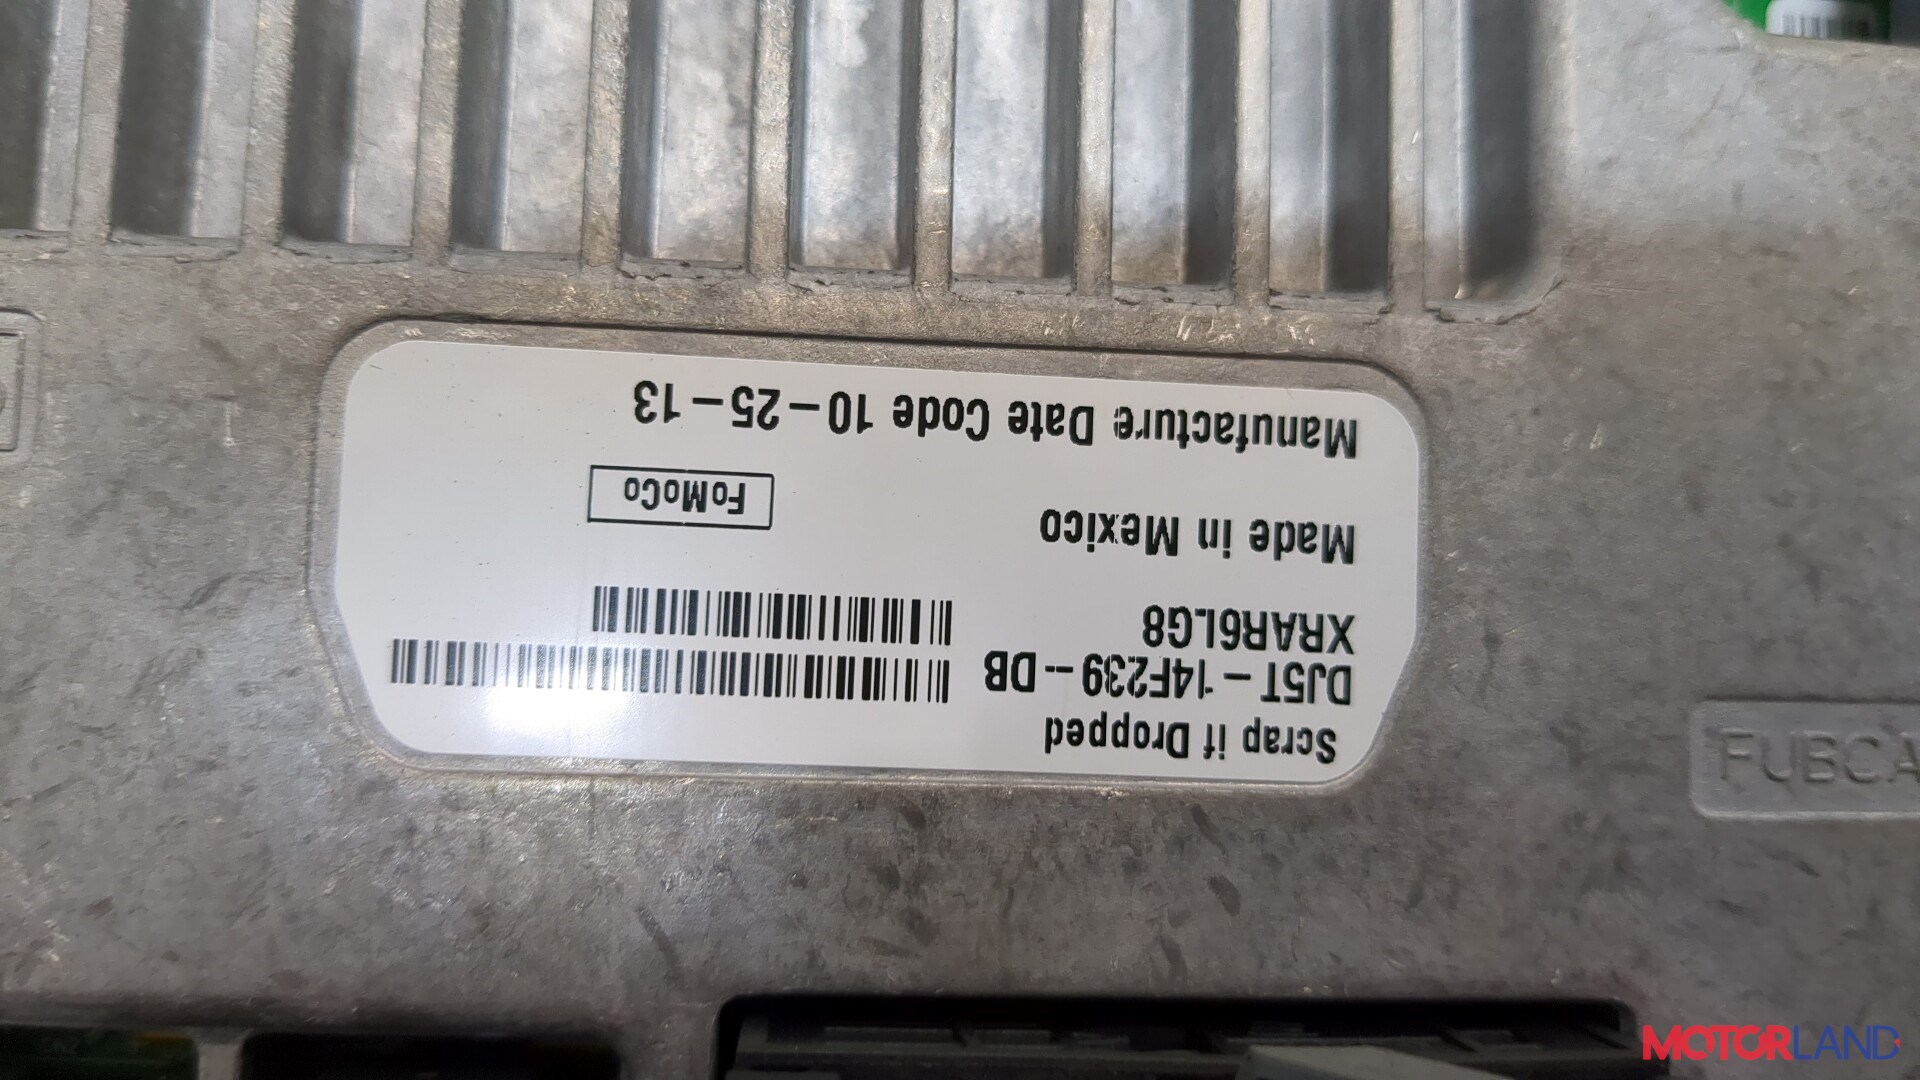 Scrap if Dropped
DJ5T-14F239-DB
XRAR6LG8
Made in Mexico
FoMoCo
Manufacture Date Code 10-25-13
MOTORLAND